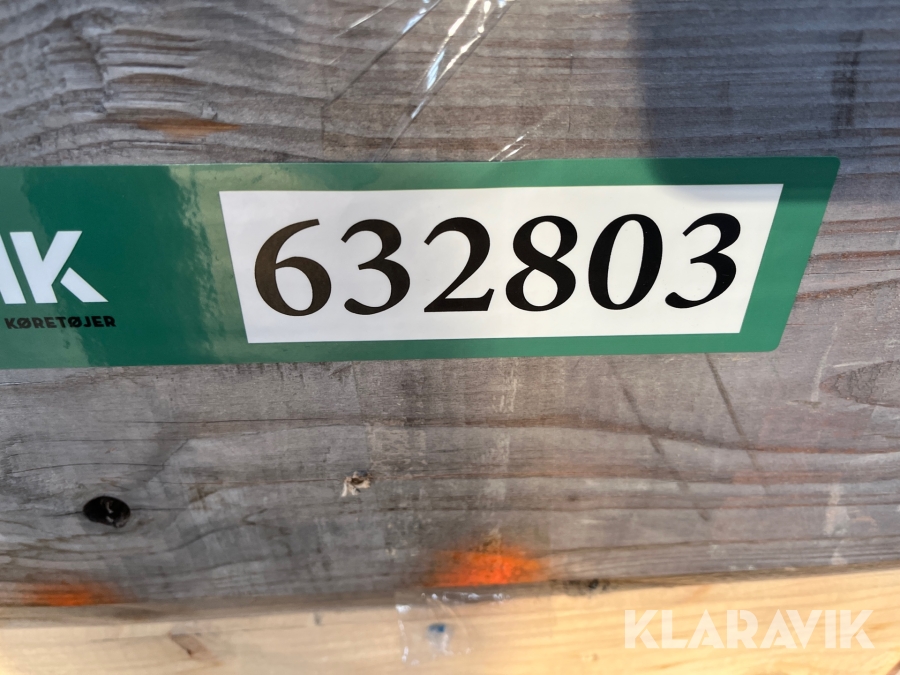 IK
KØRETØJER
632803
KLARAVIK